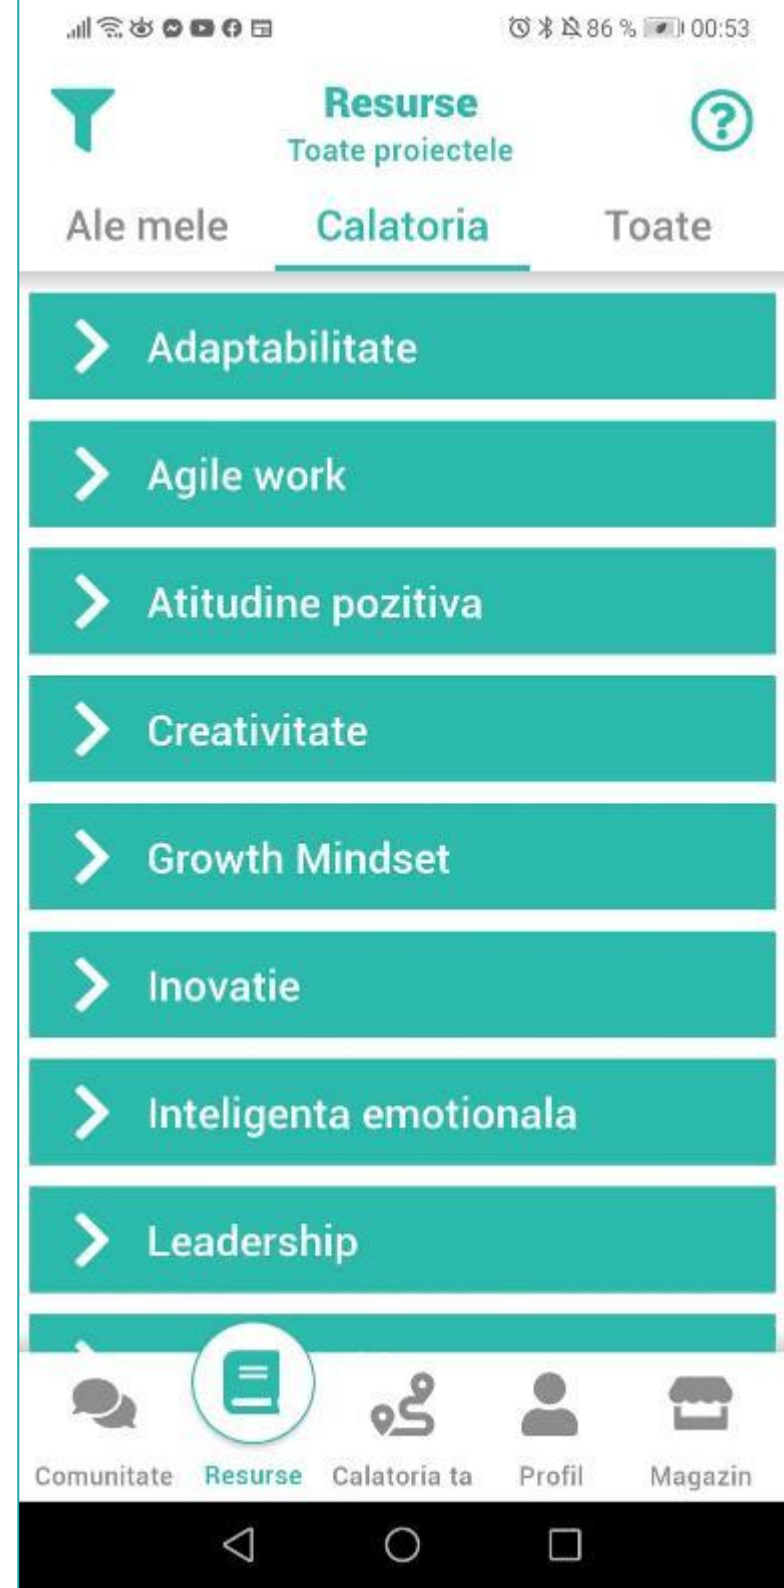 86 % 00:53
Resurse
Toate proiectele
Ale mele Calatoria Toate
Adaptabilitate
Agile work
Atitudine pozitiva
Creativitate
Growth Mindset
Inovatie
Inteligenta emotionala
Leadership
Comunitate Resurse Calatoria ta Profil Magazin